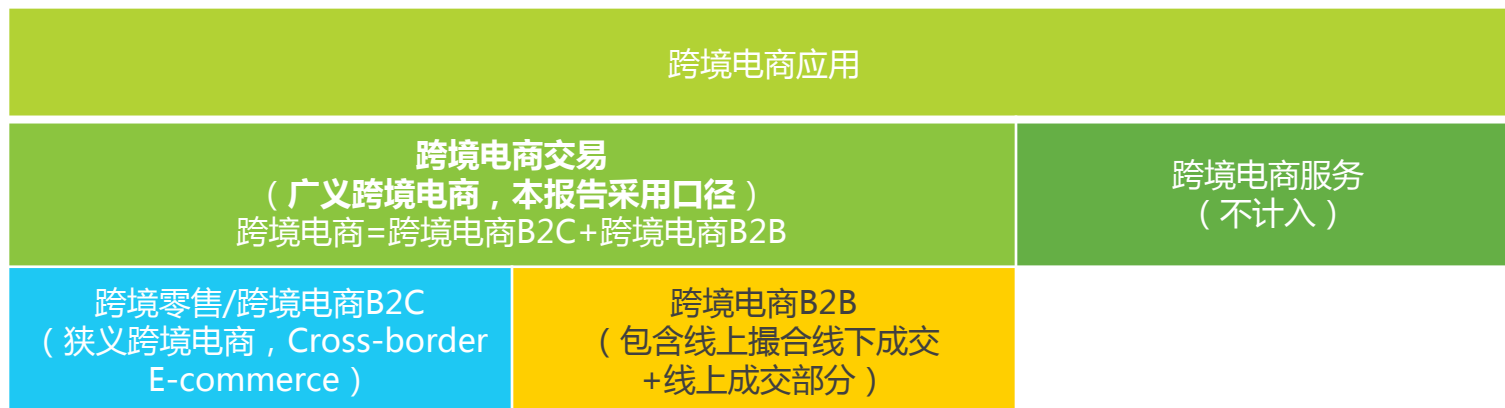 跨境电商应用
跨境电商交易
（广义跨境电商，本报告采用口径）
跨境电商=跨境电商B2C+跨境电商B2B
跨境电商服务
（不计入）
跨境零售/跨境电商B2C
（狭义跨境电商，Cross-border
E-commerce）
跨境电商B2B
（包含线上撮合线下成交
+线上成交部分）